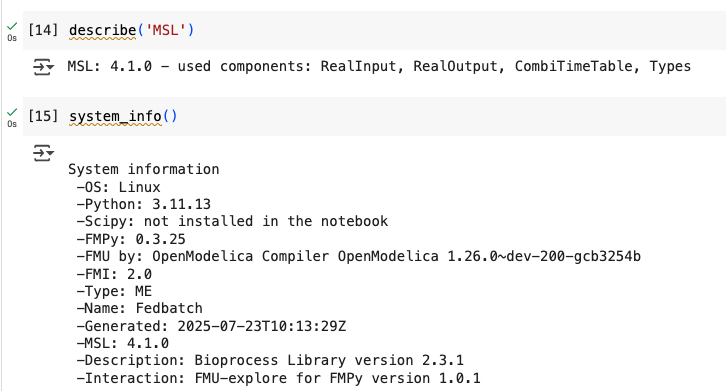 [14] describe('MSL')
0s
MSL: 4.1.0 - used components: RealInput, RealOutput, CombiTimeTable, Types
[15] system_info()
0s
System information
-OS: Linux
-Python: 3.11.13
-Scipy: not installed in the notebook
-FMPy: 0.3.25
-FMU by: OpenModelica Compiler OpenModelica 1.26.0~dev-200-gcb3254b
-FMI: 2.0
-Type: ME
-Name: Fedbatch
-Generated: 2025-07-23T10:13:29Z
-MSL: 4.1.0
-Description: Bioprocess Library version 2.3.1
-Interaction: FMU-explore for FMPy version 1.0.1